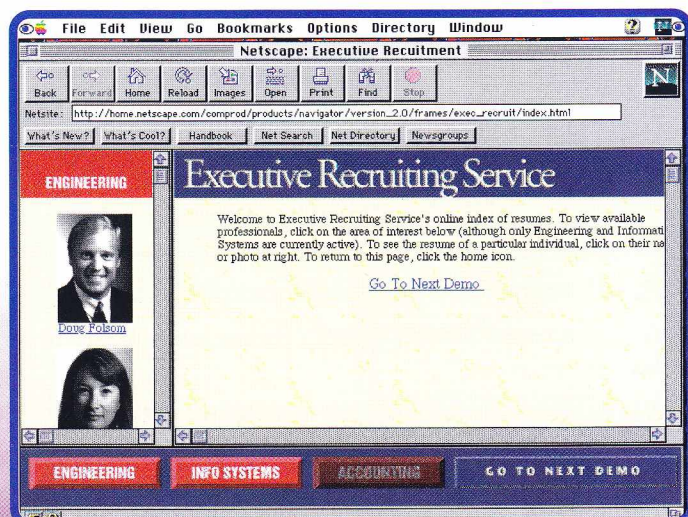 File Edit View Go Bookmarks Options Directory Window
Netscape: Executive Recuitment
Back Forward Home Reload Images Open Print Find Stop
N
Netsite: http://home.netscape.com/comprod/products/navigator/version_2.0/frames/exec_recruit/index.html
What's New? What's Cool? Handbook Net Search Net Directory Newsgroups
ENGINEERING
Doug Folsom
Executive Recruiting Service
Welcome to Executive Recruiting Service's online index of resumes. To view available
professionals, click on the area of interest below (although only Engineering and Informati
Systems are currently active). To see the resume of a particular individual, click on their na
or photo at right. To return to this page, click the home icon.
Go To Next Demo
ENGINEERING INFO SYSTEMS ACCOUNTING GO TO NEXT DEMO